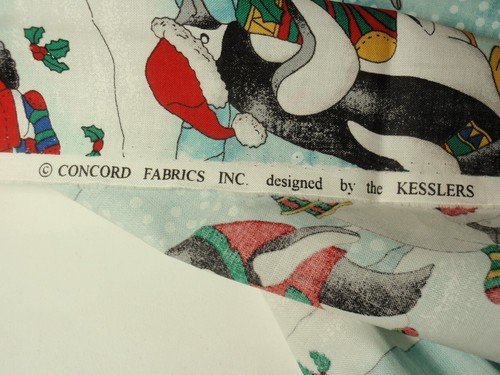 © CONCORD FABRICS INC. designed by the KESSLERS